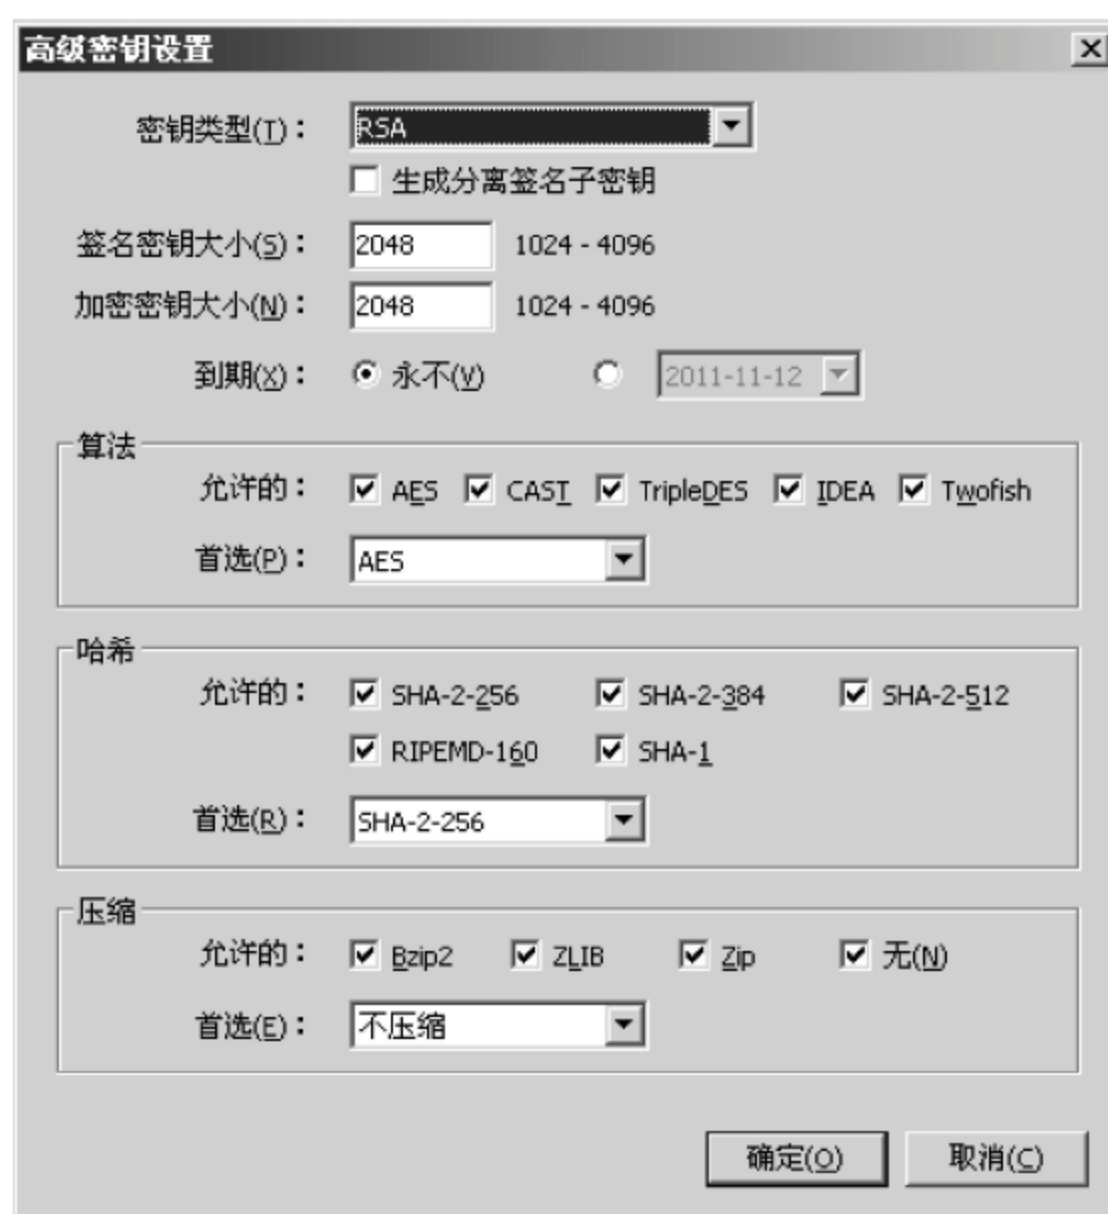 高级密钥设置
密钥类型(T)： RSA
生成分离签名子密钥
签名密钥大小(S)： 2048 1024 - 4096
加密密钥大小(N)： 2048 1024 - 4096
到期(X)： 永不(V) 2011-11-12
算法
允许的： AES CAST TripleDES IDEA Twofish
首选(P)： AES
哈希
允许的： SHA-2-256 SHA-2-384 SHA-2-512
RIPEMD-160 SHA-1
首选(R)： SHA-2-256
压缩
允许的： Bzip2 ZLIB Zip 无(N)
首选(E)： 不压缩
确定(O) 取消(C)